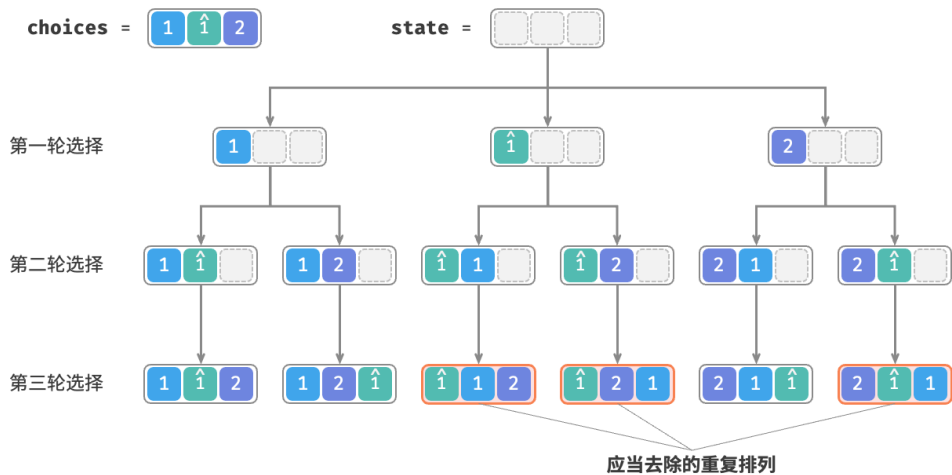 choices = 1 1̂ 2 state =
第一轮选择 1 1̂ 2
第二轮选择 1 1̂ 1 2 1̂ 1 1̂ 2 2 1 2 1̂
第三轮选择 1 1̂ 2 1 2 1̂ 1̂ 1 2 1̂ 2 1 2 1 1̂ 2 1̂ 1
应当去除的重复排列